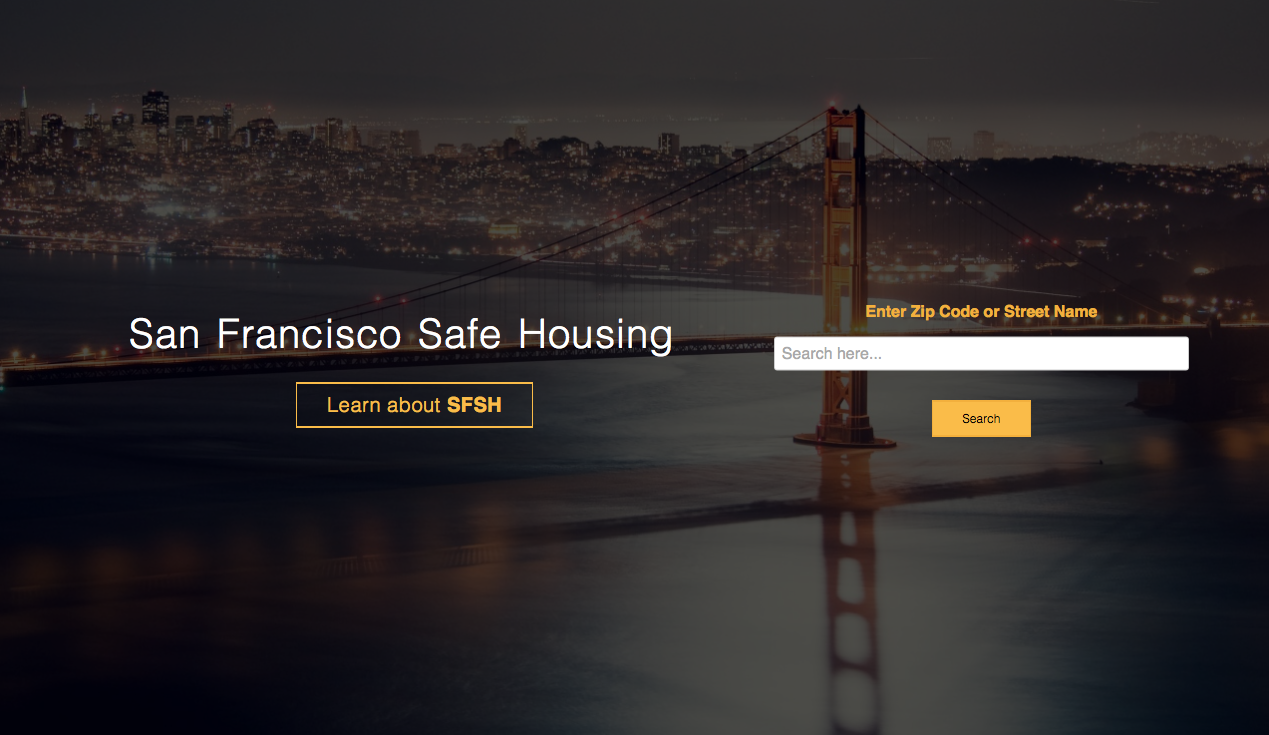 San Francisco Safe Housing
Learn about SFSH
Enter Zip Code or Street Name
Search here...
Search